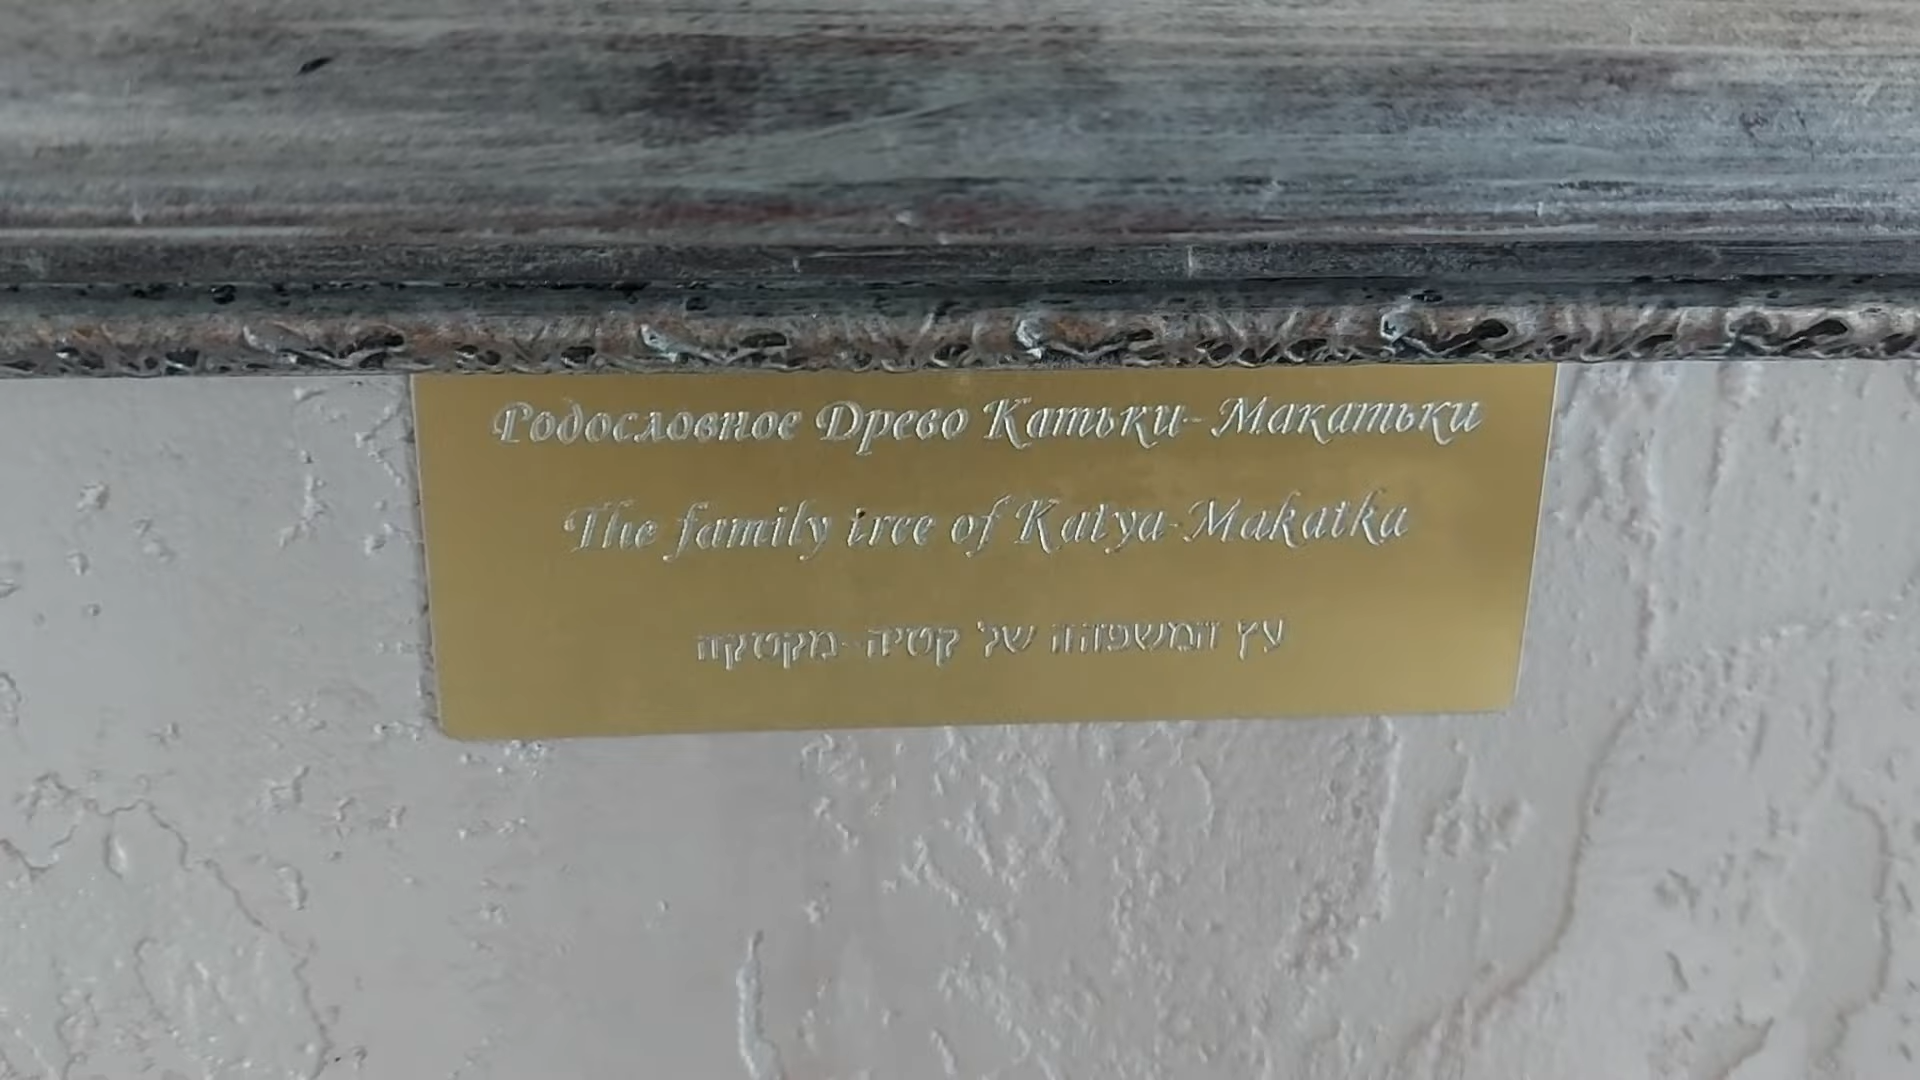 Родословное Древо Катьки-Макатьки
The family tree of Katya-Makatka
עץ המשפחה של קטיה-מקטקה